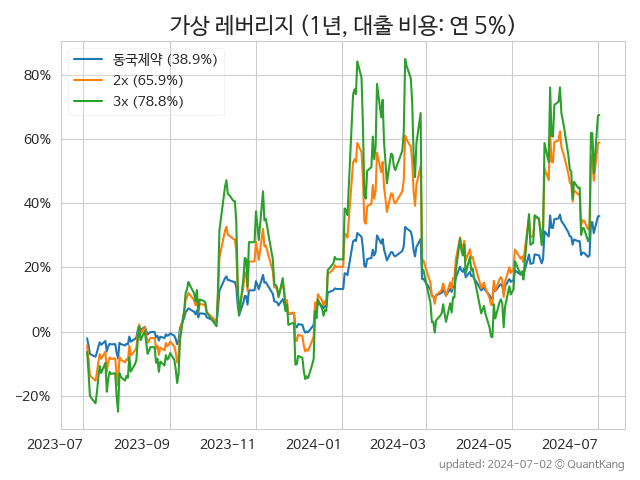 가상 레버리지 (1년, 대출 비용: 연 5%)
동국제약 (38.9%)
2x (65.9%)
3x (78.8%)
80%
60%
40%
20%
0%
−20%
2023-07 2023-09 2023-11 2024-01 2024-03 2024-05 2024-07
updated: 2024-07-02 © QuantKang